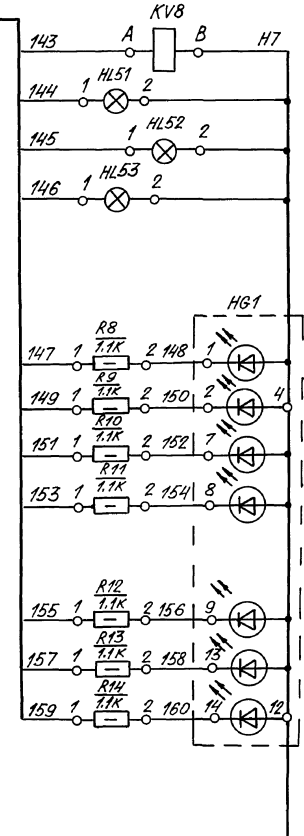 KV8
143 A B H7
HL51
144 1 2
HL52
145 1 2
HL53
146 1 2
HG1
R8
1.1K
147 1 2 148 1
R9
1.1K
149 1 2 150 2 4
R10
1.1K
151 1 2 152 7
R11
1.1K
153 1 2 154 8
R12
1.1K
155 1 2 156 9
R13
1.1K
157 1 2 158 13
R14
1.1K
159 1 2 160 14 12